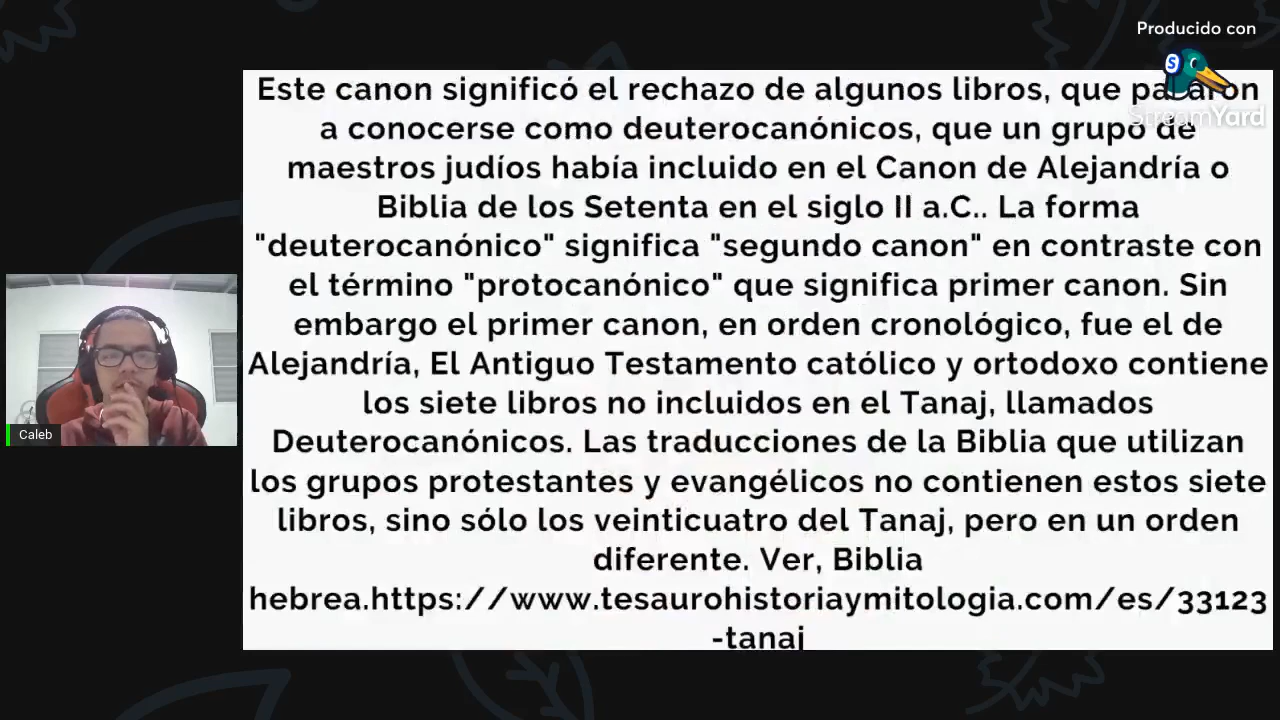 Producido con
StreamYard
Este canon significó el rechazo de algunos libros, que pasaron
a conocerse como deuterocanónicos, que un grupo de
maestros judíos había incluido en el Canon de Alejandría o
Biblia de los Setenta en el siglo II a.C.. La forma
"deuterocanónico" significa "segundo canon" en contraste con
el término "protocanónico" que significa primer canon. Sin
embargo el primer canon, en orden cronológico, fue el de
Alejandría, El Antiguo Testamento católico y ortodoxo contiene
los siete libros no incluidos en el Tanaj, llamados
Deuterocanónicos. Las traducciones de la Biblia que utilizan
los grupos protestantes y evangélicos no contienen estos siete
libros, sino sólo los veinticuatro del Tanaj, pero en un orden
diferente. Ver, Biblia
hebrea.https://www.tesaurohistoriaymitologia.com/es/33123
-tanaj
Caleb